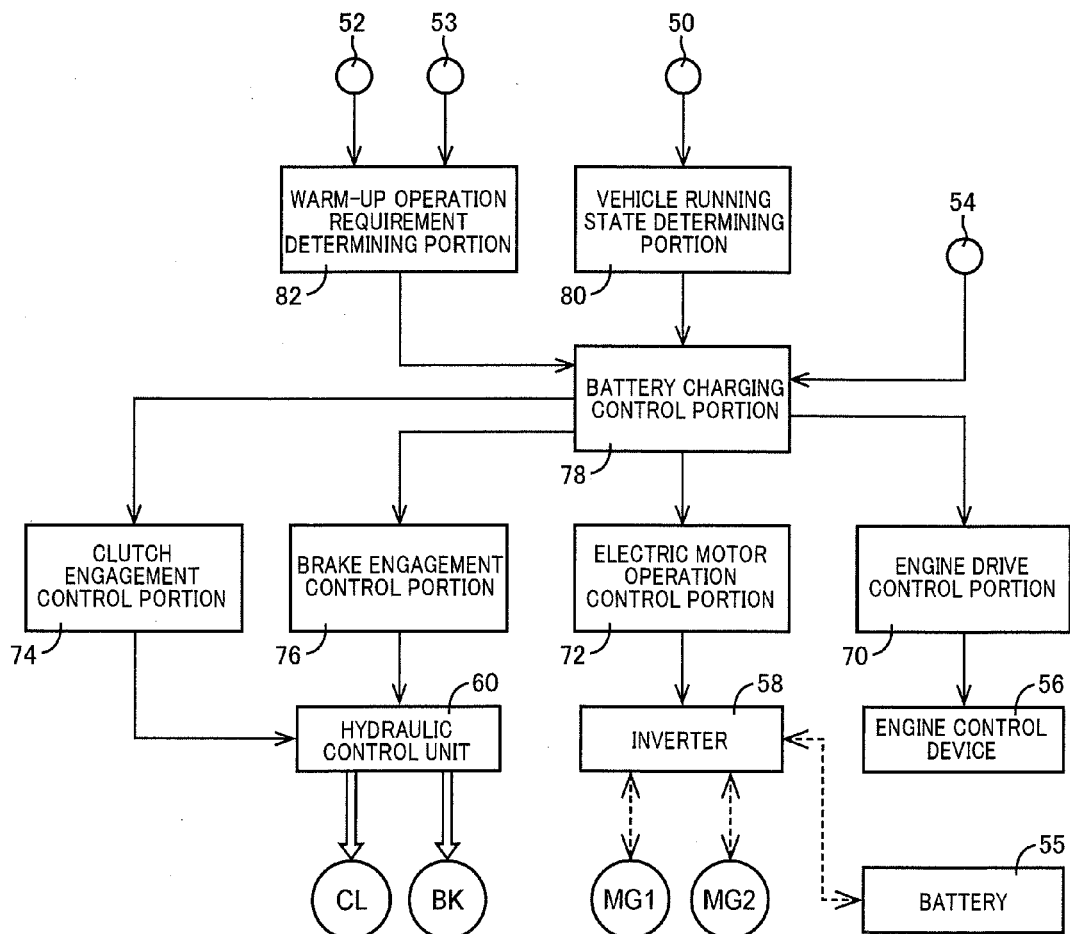 52
53
50
WARM-UP OPERATION
REQUIREMENT
DETERMINING PORTION
82
VEHICLE RUNNING
STATE DETERMINING
PORTION
80
54
BATTERY CHARGING
CONTROL PORTION
78
CLUTCH
ENGAGEMENT
CONTROL PORTION
74
BRAKE ENGAGEMENT
CONTROL PORTION
76
ELECTRIC MOTOR
OPERATION
CONTROL PORTION
72
ENGINE DRIVE
CONTROL PORTION
70
60
HYDRAULIC
CONTROL UNIT
58
INVERTER
56
ENGINE CONTROL
DEVICE
CL
BK
MG1
MG2
55
BATTERY